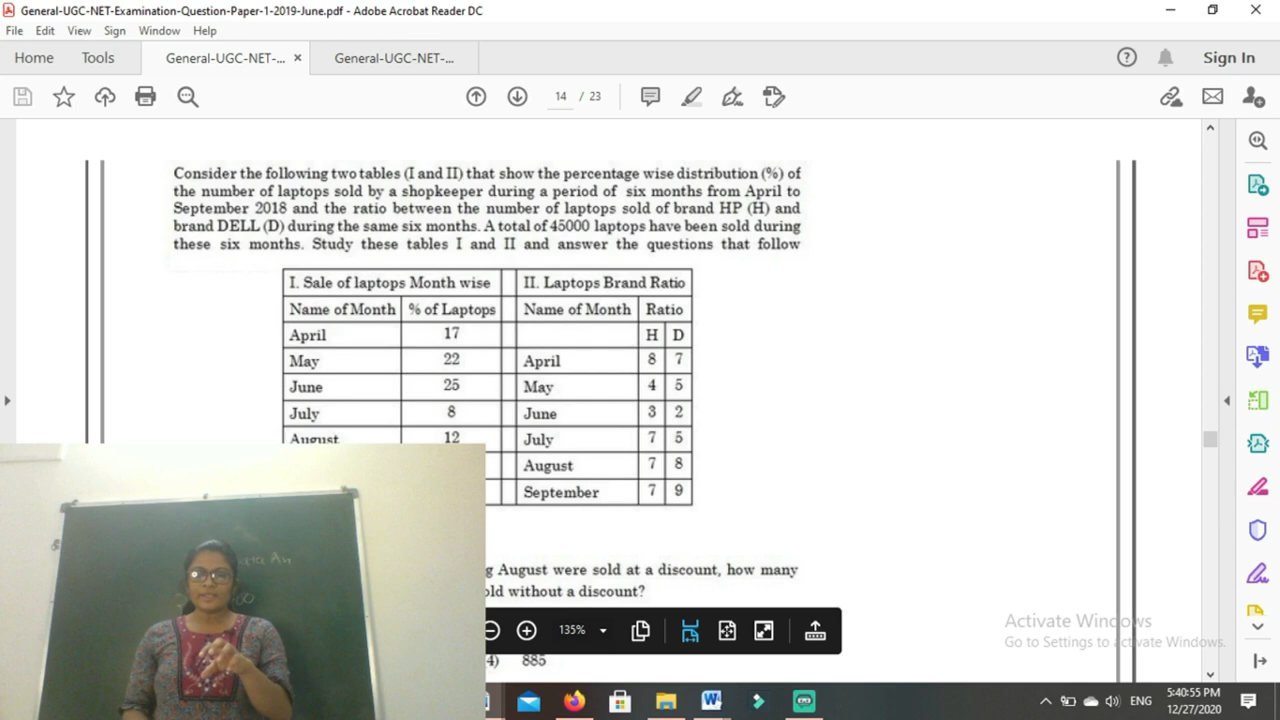 General-UGC-NET-Examination-Question-Paper-1-2019-June.pdf - Adobe Acrobat Reader DC
File Edit View Sign Window Help
Home Tools General-UGC-NET-... × General-UGC-NET-... Sign In
14 / 23
Consider the following two tables (I and II) that show the percentage wise distribution (%) of
the number of laptops sold by a shopkeeper during a period of six months from April to
September 2018 and the ratio between the number of laptops sold of brand HP (H) and
brand DELL (D) during the same six months. A total of 45000 laptops have been sold during
these six months. Study these tables I and II and answer the questions that follow
I. Sale of laptops Month wise II. Laptops Brand Ratio
Name of Month % of Laptops Name of Month Ratio
April 17 H D
May 22 April 8 7
June 25 May 4 5
July 8 June 3 2
August 12 July 7 5
August 7 8
September 7 9
g August were sold at a discount, how many
old without a discount?
135%
4) 885
Activate Windows
Go to Settings to activate Windows.
ENG
5:40:55 PM
12/27/2020